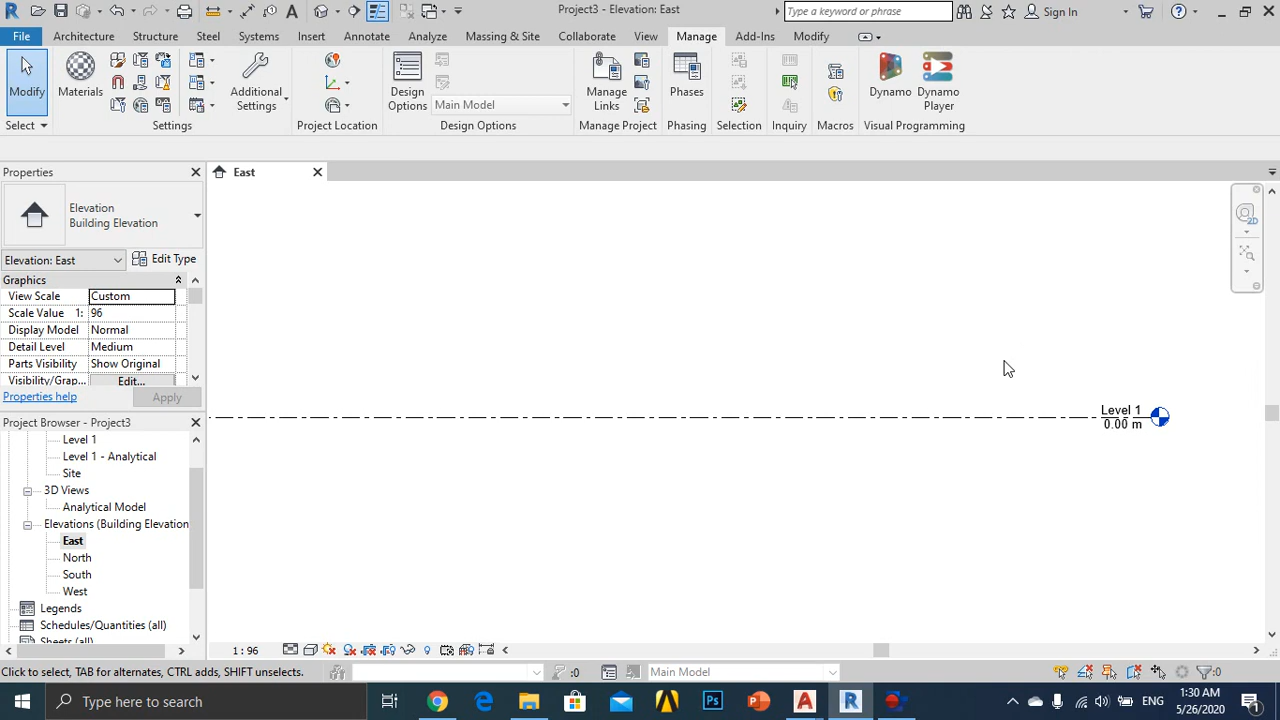 Project3 - Elevation: East
Type a keyword or phrase
Sign In
File
Architecture
Structure
Steel
Systems
Insert
Annotate
Analyze
Massing & Site
Collaborate
View
Manage
Add-Ins
Modify
Modify
Materials
Additional
Settings
Design
Options
Main Model
Manage
Links
Phases
Dynamo
Dynamo
Player
Select
Settings
Project Location
Design Options
Manage Project
Phasing
Selection
Inquiry
Macros
Visual Programming
Properties
East
Elevation
Building Elevation
Elevation: East
Edit Type
Graphics
View Scale
Custom
Scale Value 1:
96
Display Model
Normal
Detail Level
Medium
Parts Visibility
Show Original
Visibility/Grap...
Edit...
Properties help
Apply
Project Browser - Project3
Level 1
Level 1 - Analytical
Site
3D Views
Analytical Model
Elevations (Building Elevation
East
North
South
West
Legends
Schedules/Quantities (all)
Sheets (all)
Level 1
0.00 m
2D
1 : 96
Click to select, TAB for alternates, CTRL adds, SHIFT unselects.
:0
Main Model
:0
Type here to search
ENG
1:30 AM
5/26/2020